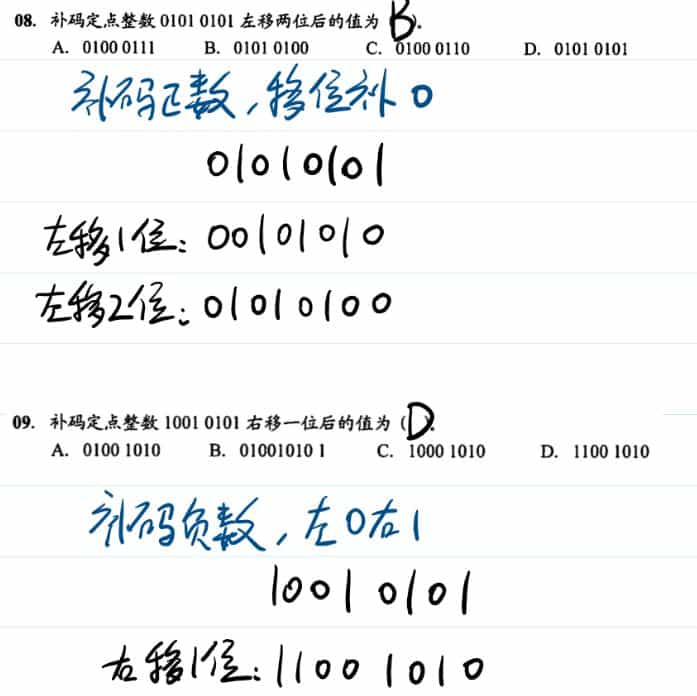 08. 补码定点整数 0101 0101 左移两位后的值为 B).
A. 0100 0111 B. 0101 0100 C. 0100 0110 D. 0101 0101
补码正数，移位补0
01010101
左移1位：00101010
左移2位：01010100
09. 补码定点整数 1001 0101 右移一位后的值为 (D).
A. 0100 1010 B. 01001010 1 C. 1000 1010 D. 1100 1010
补码负数，左0右1
1001 0101
右移1位：1100 1010